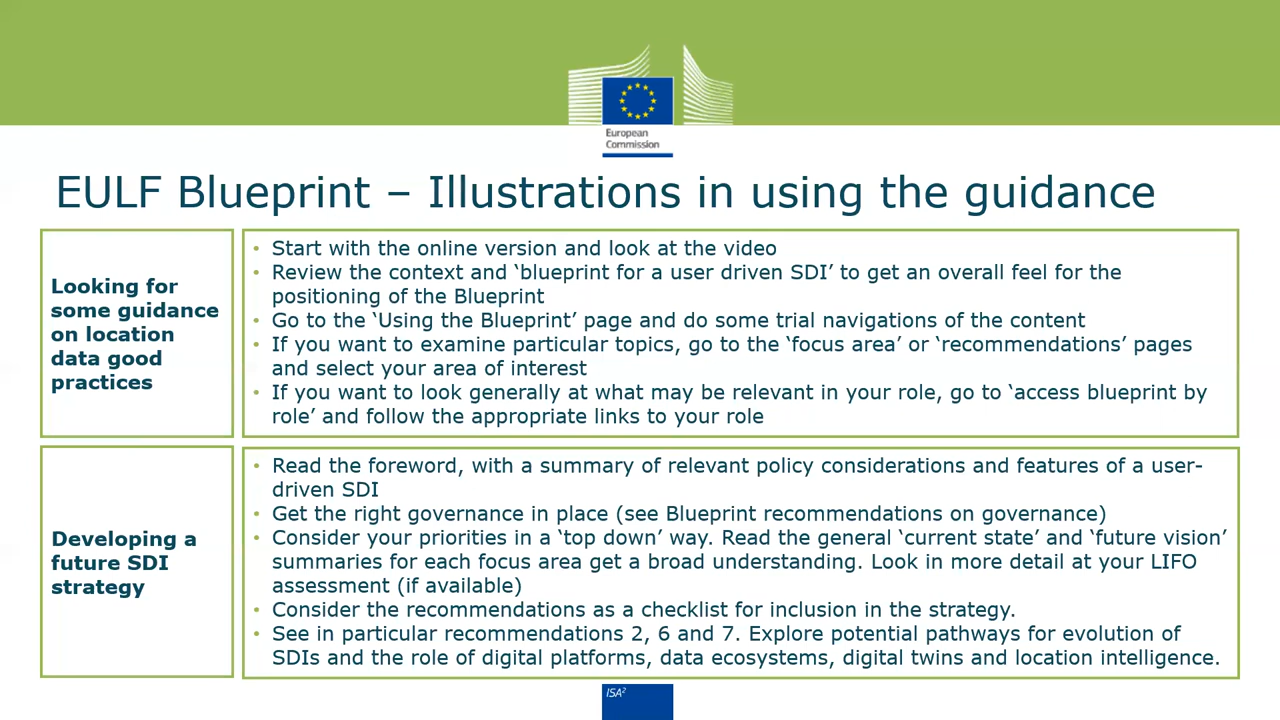 European
Commission
EULF Blueprint – Illustrations in using the guidance
Looking for
some guidance
on location
data good
practices
• Start with the online version and look at the video
• Review the context and ‘blueprint for a user driven SDI’ to get an overall feel for the
positioning of the Blueprint
• Go to the ‘Using the Blueprint’ page and do some trial navigations of the content
• If you want to examine particular topics, go to the ‘focus area’ or ‘recommendations’ pages
and select your area of interest
• If you want to look generally at what may be relevant in your role, go to ‘access blueprint by
role’ and follow the appropriate links to your role
Developing a
future SDI
strategy
• Read the foreword, with a summary of relevant policy considerations and features of a user-
driven SDI
• Get the right governance in place (see Blueprint recommendations on governance)
• Consider your priorities in a ‘top down’ way. Read the general ‘current state’ and ‘future vision’
summaries for each focus area get a broad understanding. Look in more detail at your LIFO
assessment (if available)
• Consider the recommendations as a checklist for inclusion in the strategy.
• See in particular recommendations 2, 6 and 7. Explore potential pathways for evolution of
SDIs and the role of digital platforms, data ecosystems, digital twins and location intelligence.
ISA²